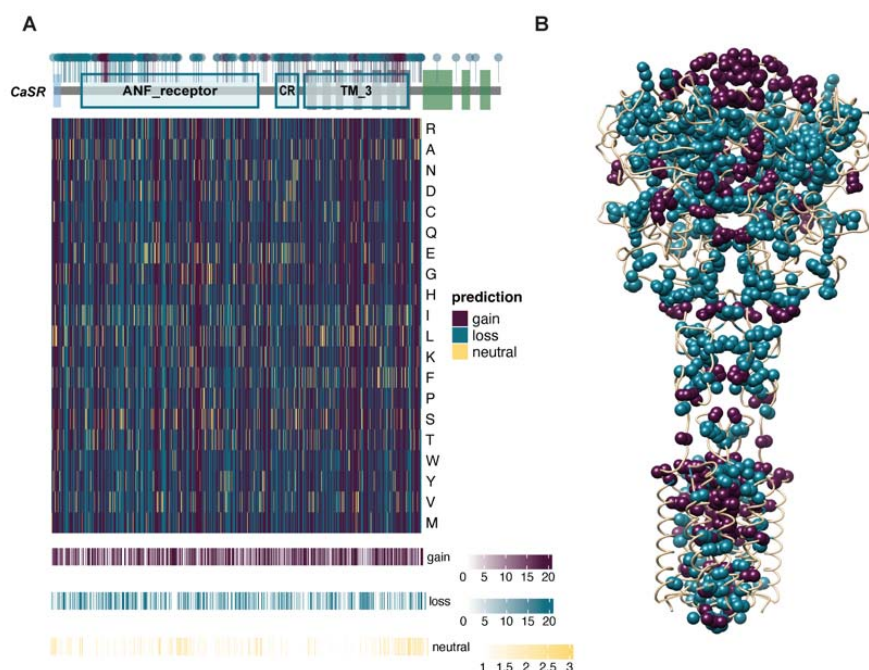 A
B
CaSR
ANF_receptor
CR
TM_3
R
A
N
D
C
Q
E
G
H
I
L
K
F
P
S
T
W
Y
V
M
prediction
gain
loss
neutral
gain
0 5 10 15 20
loss
0 5 10 15 20
neutral
1 1.5 2 2.5 3